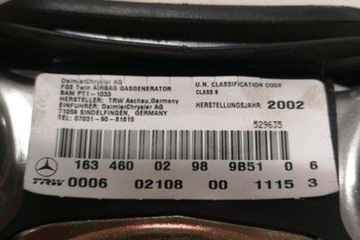 DaimlerChrysler AG
FG2 Twin AIRBAG GASGENERATOR
BAM PT1-1033
HERSTELLER: TRW Aschau, Germany
EINFUHRER: DaimlerChrysler AG
71059 SINDELFINGEN, GERMANY
TEL: 07031-90-81815
U.N. CLASSIFICATION CODE
CLASS 9
HERSTELLUNGSJAHR: 2002
529635
163 460 02 98 9B51 0 6
TRW 0006 02108 00 1115 3